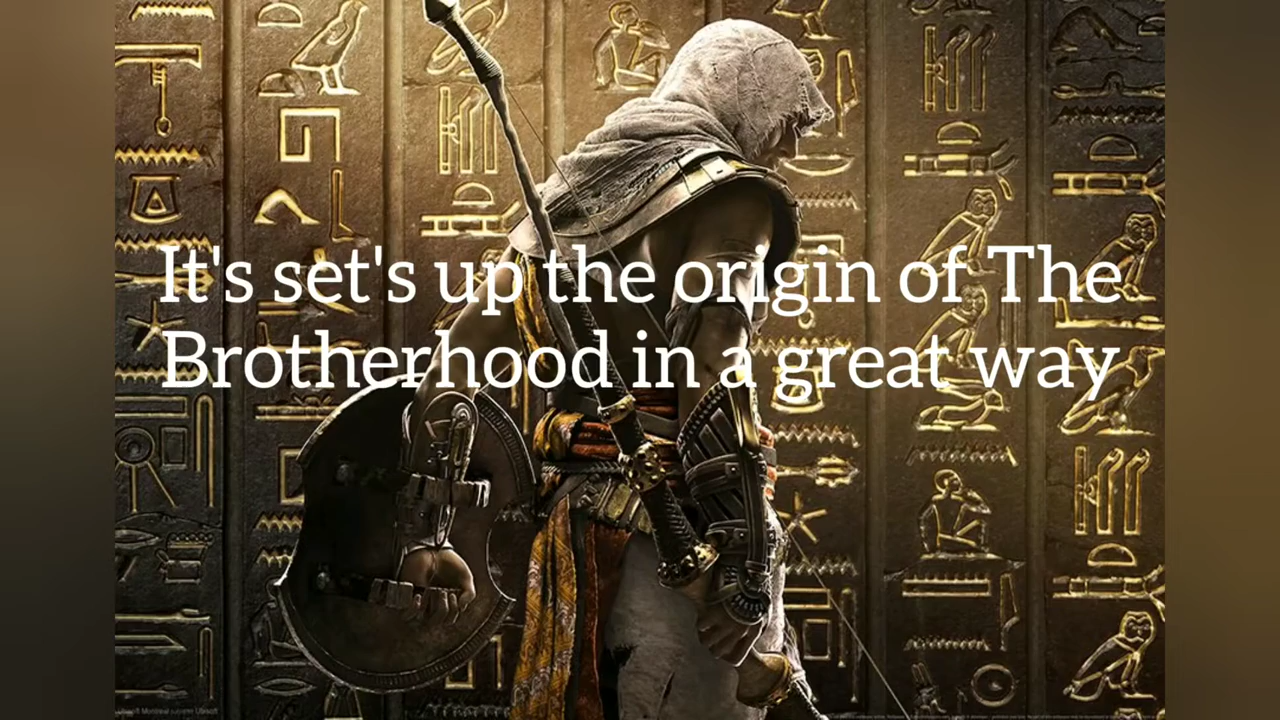 It's set's up the origin of The
Brotherhood in a great way